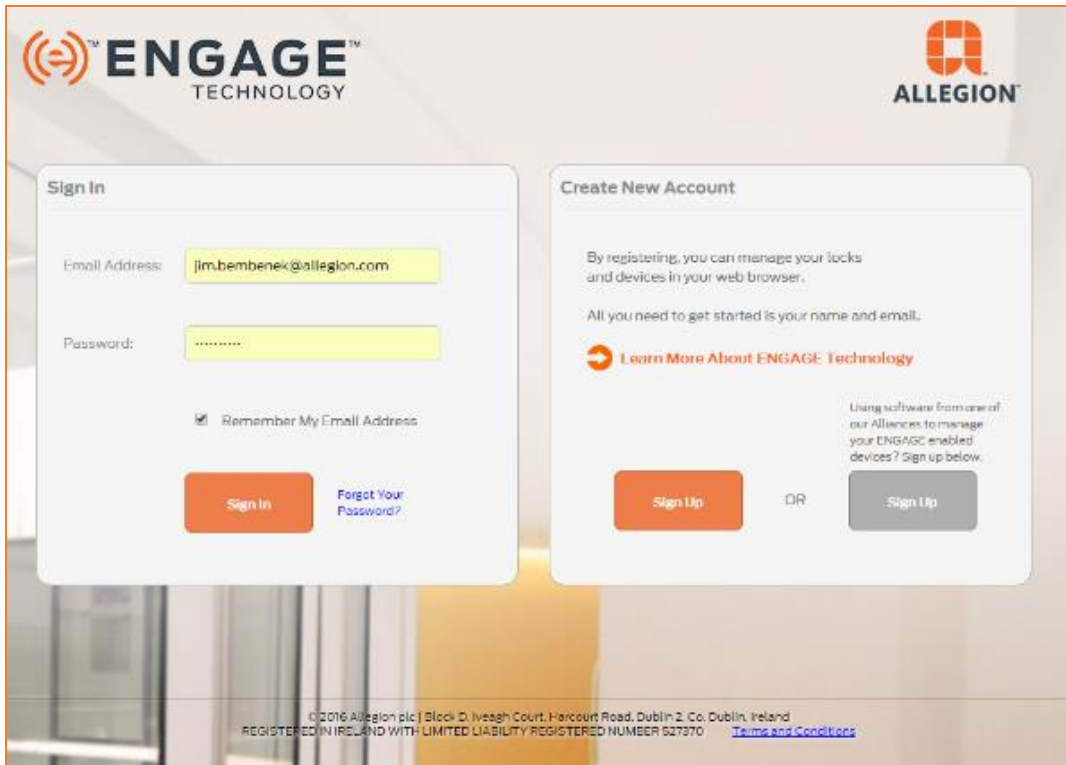 ENGAGE™
TECHNOLOGY
ALLEGION™
Sign In
Email Address:
jim.bembenek@allegion.com
Password:
··········
Remember My Email Address
Sign In
Forgot Your
Password?
Create New Account
By registering, you can manage your locks
and devices in your web browser.
All you need to get started is your name and email.
Learn More About ENGAGE Technology
Using software from one of
our Alliances to manage
your ENGAGE enabled
devices? Sign up below.
Sign Up
OR
Sign Up
©2016 Allegion plc | Block D, Iveagh Court, Harcourt Road, Dublin 2, Co. Dublin, Ireland
REGISTERED IN IRELAND WITH LIMITED LIABILITY REGISTERED NUMBER 527370 Terms and Conditions